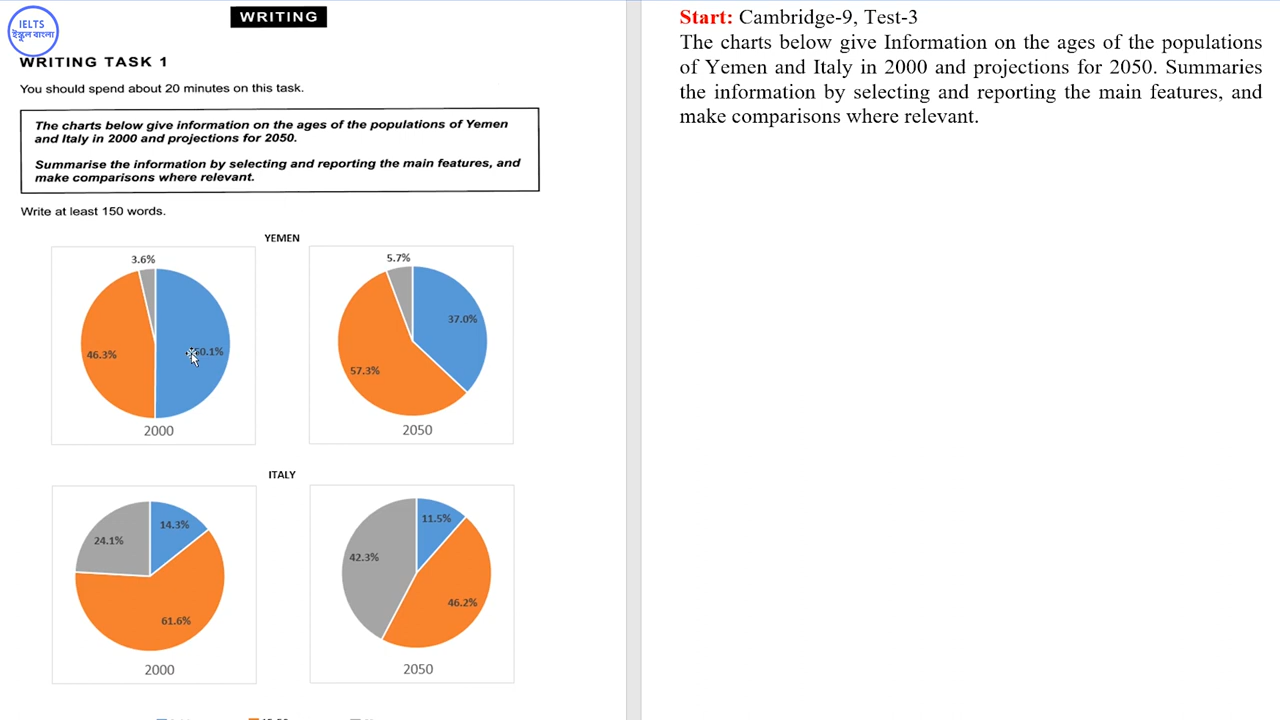 WRITING
IELTS
ইস্কুল বাংলা
WRITING TASK 1
You should spend about 20 minutes on this task.
The charts below give information on the ages of the populations of Yemen
and Italy in 2000 and projections for 2050.
Summarise the information by selecting and reporting the main features, and
make comparisons where relevant.
Write at least 150 words.
YEMEN
3.6%
46.3%
2000
5.7%
37.0%
57.3%
2050
ITALY
14.3%
24.1%
61.6%
2000
11.5%
42.3%
46.2%
2050
Start: Cambridge-9, Test-3
The charts below give Information on the ages of the populations
of Yemen and Italy in 2000 and projections for 2050. Summaries
the information by selecting and reporting the main features, and
make comparisons where relevant.